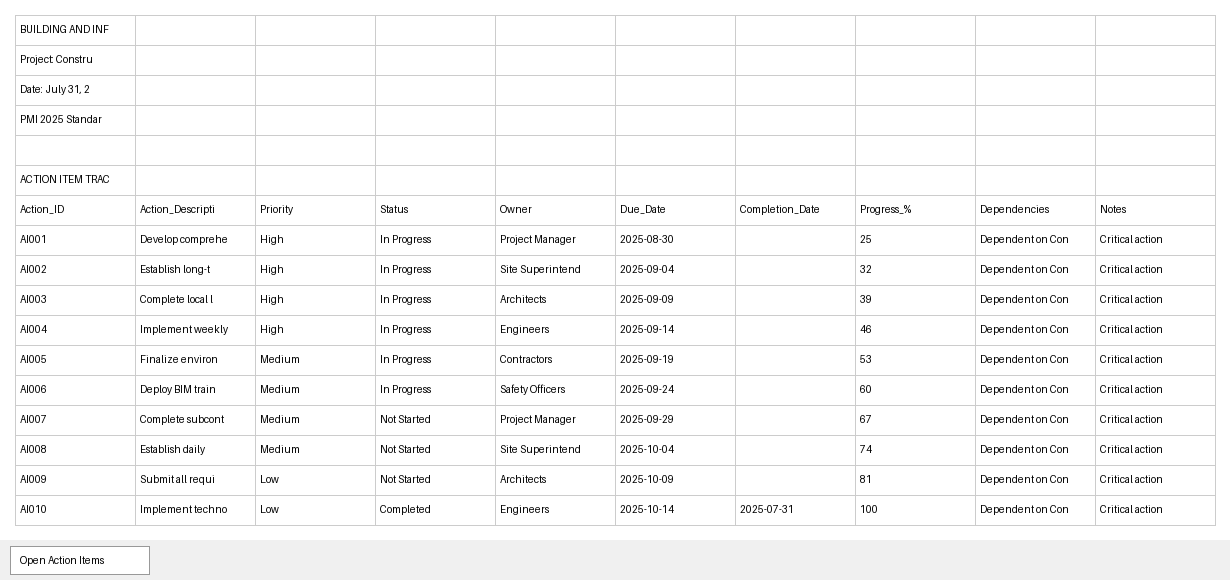 BUILDING AND INF
Project: Constru
Date: July 31, 2
PMI 2025 Standar
ACTION ITEM TRAC
Action_ID Action_Descripti Priority Status Owner Due_Date Completion_Date Progress_% Dependencies Notes
AI001 Develop comprehe High In Progress Project Manager 2025-08-30 25 Dependent on Con Critical action
AI002 Establish long-t High In Progress Site Superintend 2025-09-04 32 Dependent on Con Critical action
AI003 Complete local l High In Progress Architects 2025-09-09 39 Dependent on Con Critical action
AI004 Implement weekly High In Progress Engineers 2025-09-14 46 Dependent on Con Critical action
AI005 Finalize environ Medium In Progress Contractors 2025-09-19 53 Dependent on Con Critical action
AI006 Deploy BIM train Medium In Progress Safety Officers 2025-09-24 60 Dependent on Con Critical action
AI007 Complete subcont Medium Not Started Project Manager 2025-09-29 67 Dependent on Con Critical action
AI008 Establish daily Medium Not Started Site Superintend 2025-10-04 74 Dependent on Con Critical action
AI009 Submit all requi Low Not Started Architects 2025-10-09 81 Dependent on Con Critical action
AI010 Implement techno Low Completed Engineers 2025-10-14 2025-07-31 100 Dependent on Con Critical action
Open Action Items